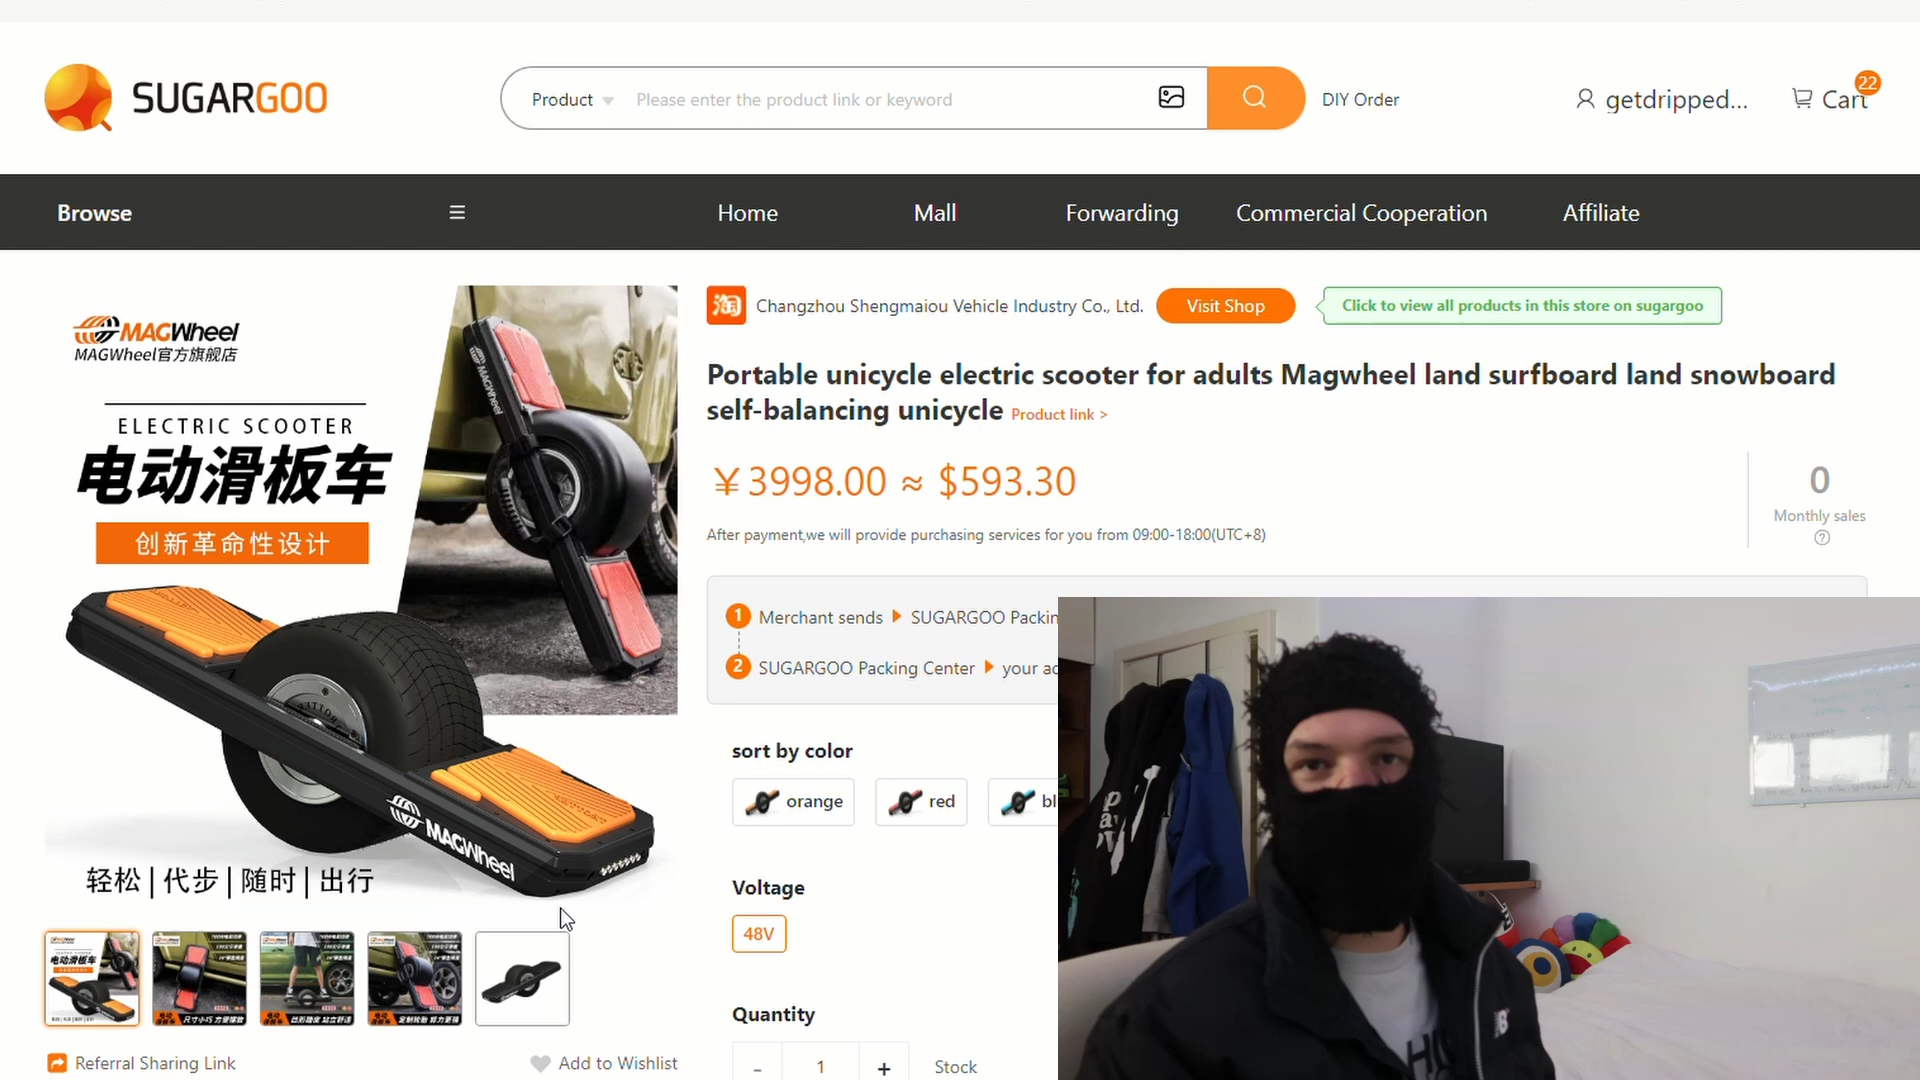 SUGARGOO
Product
Please enter the product link or keyword
DIY Order
getdripped...
Cart
22
Browse
Home
Mall
Forwarding
Commercial Cooperation
Affiliate
MAGWheel
MAGWheel官方旗舰店
ELECTRIC SCOOTER
电动滑板车
创新革命性设计
MAGWheel
MAGWheel
轻松|代步|随时|出行
淘
Changzhou Shengmaiou Vehicle Industry Co., Ltd.
Visit Shop
Click to view all products in this store on sugargoo
Portable unicycle electric scooter for adults Magwheel land surfboard land snowboard
self-balancing unicycle Product link >
￥3998.00 ≈ $593.30
0
Monthly sales
?
After payment,we will provide purchasing services for you from 09:00-18:00(UTC+8)
1 Merchant sends SUGARGOO Packin
2 SUGARGOO Packing Center your ad
sort by color
orange
red
bl
Voltage
48V
Quantity
- 1 +
Stock
Referral Sharing Link
Add to Wishlist